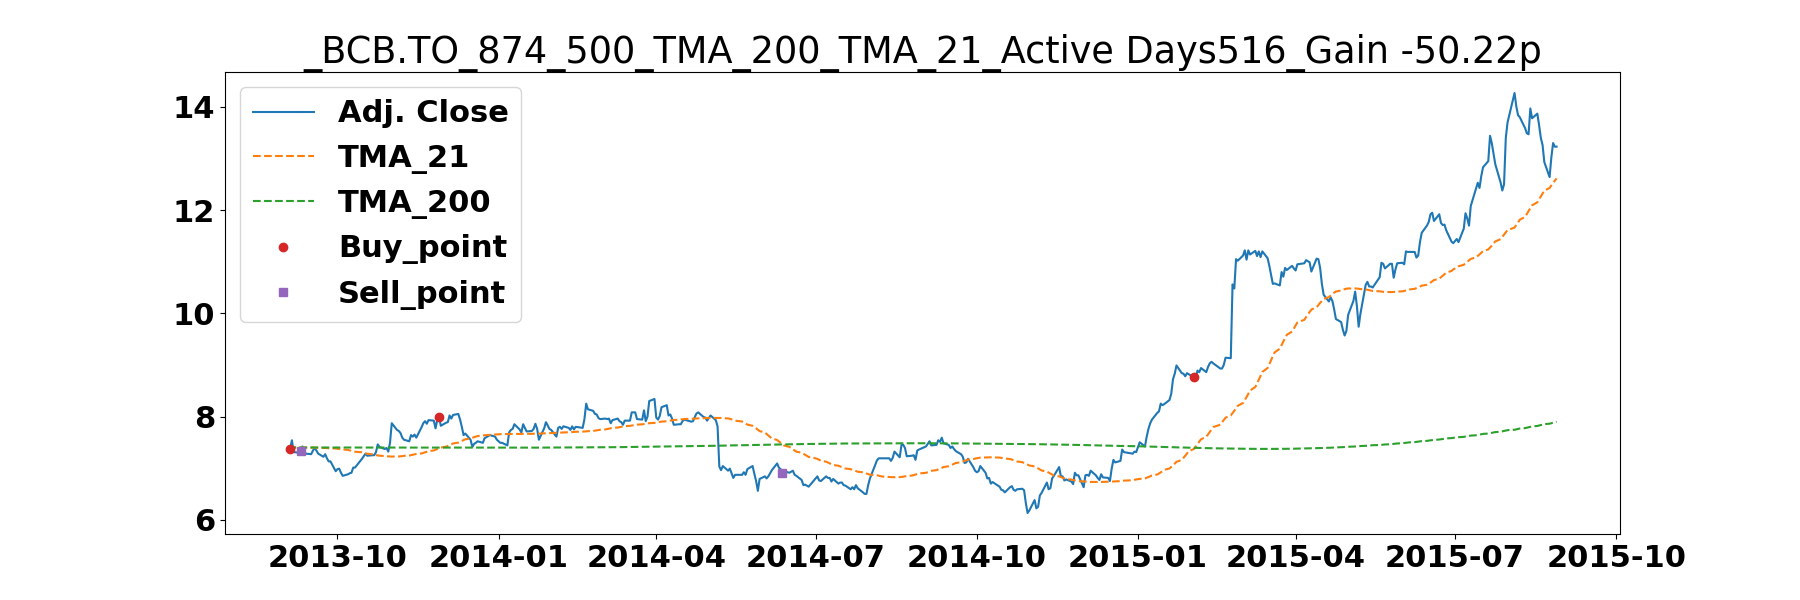 _BCB.TO_874_500_TMA_200_TMA_21_Active Days516_Gain -50.22p
Adj. Close
TMA_21
TMA_200
Buy_point
Sell_point
14
12
10
8
6
2013-10 2014-01 2014-04 2014-07 2014-10 2015-01 2015-04 2015-07 2015-10